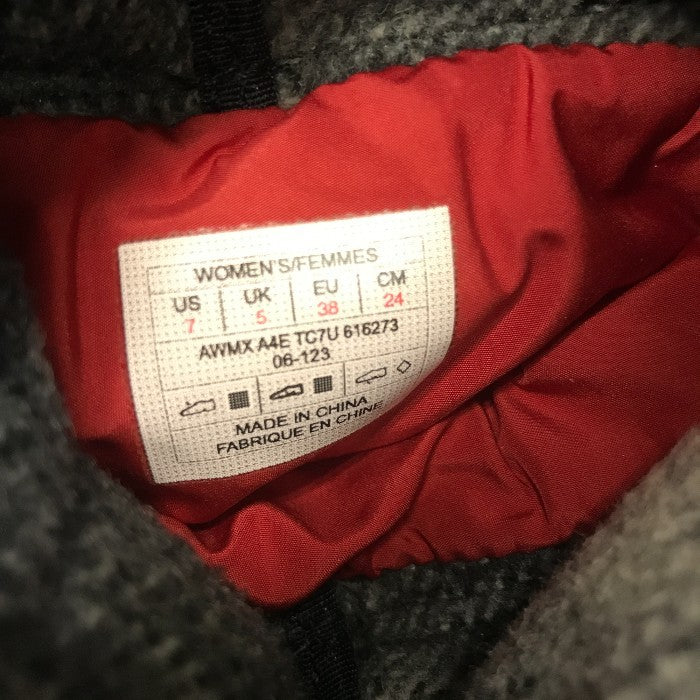 WOMEN'S/FEMMES
US UK EU CM
7 5 38 24
AWMX A4E TC7U 616273
06-123
MADE IN CHINA
FABRIQUE EN CHINE